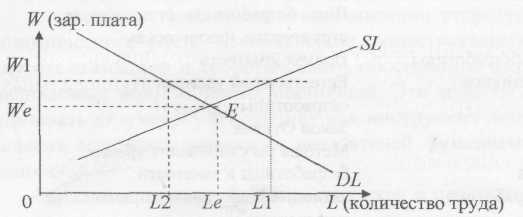 W (зар. плата)
SL
W1
We
E
DL
0
L2
Le
L1
L (количество труда)